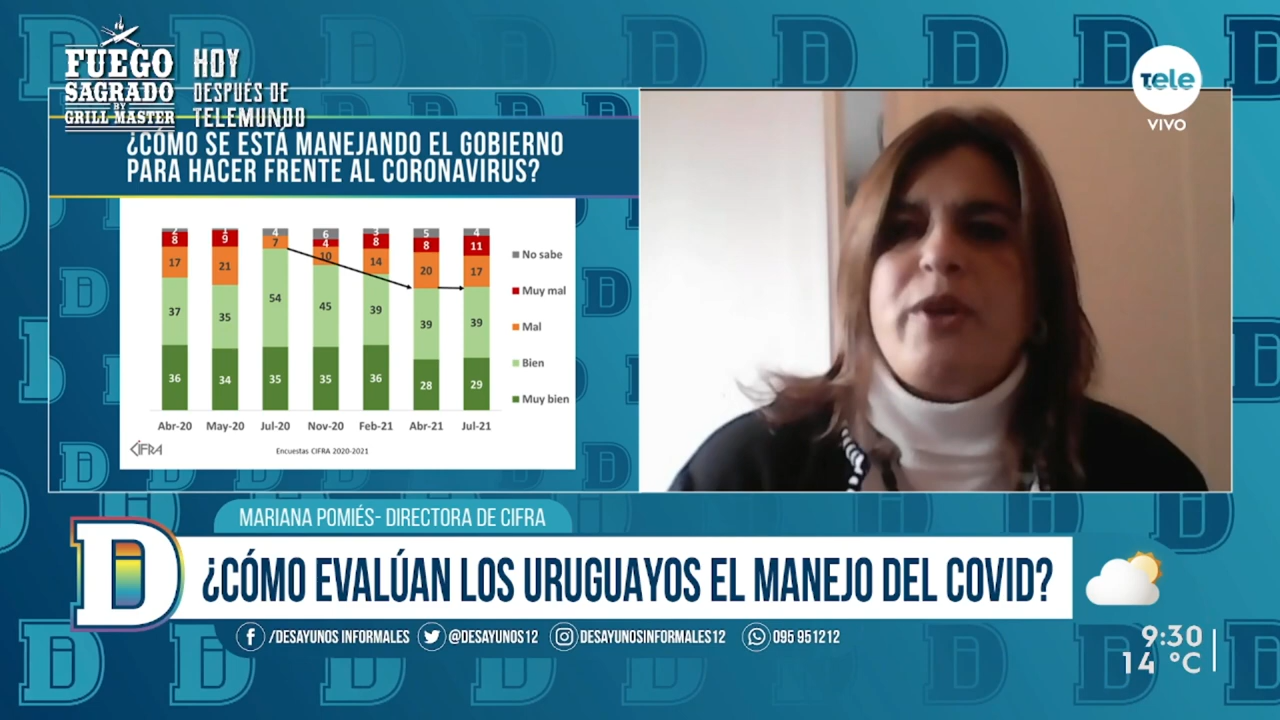 FUEGO
SAGRADO
BY
GRILL MASTER
HOY
DESPUÉS DE
TELEMUNDO
¿CÓMO SE ESTÁ MANEJANDO EL GOBIERNO
PARA HACER FRENTE AL CORONAVIRUS?
4 6 3 5 4
8 9 7 4 8 8 11
17 21 10 14 20 17
37 35 54 45 39 39 39
36 34 35 35 36 28 29
Abr-20 May-20 Jul-20 Nov-20 Feb-21 Abr-21 Jul-21
No sabe
Muy mal
Mal
Bien
Muy bien
CIFRA
Encuestas CIFRA 2020-2021
Tele
VIVO
MARIANA POMIÉS- DIRECTORA DE CIFRA
D
¿CÓMO EVALÚAN LOS URUGUAYOS EL MANEJO DEL COVID?
/DESAYUNOS INFORMALES @DESAYUNOS12 DESAYUNOSINFORMALES12 095 951212
9:30
14 °C